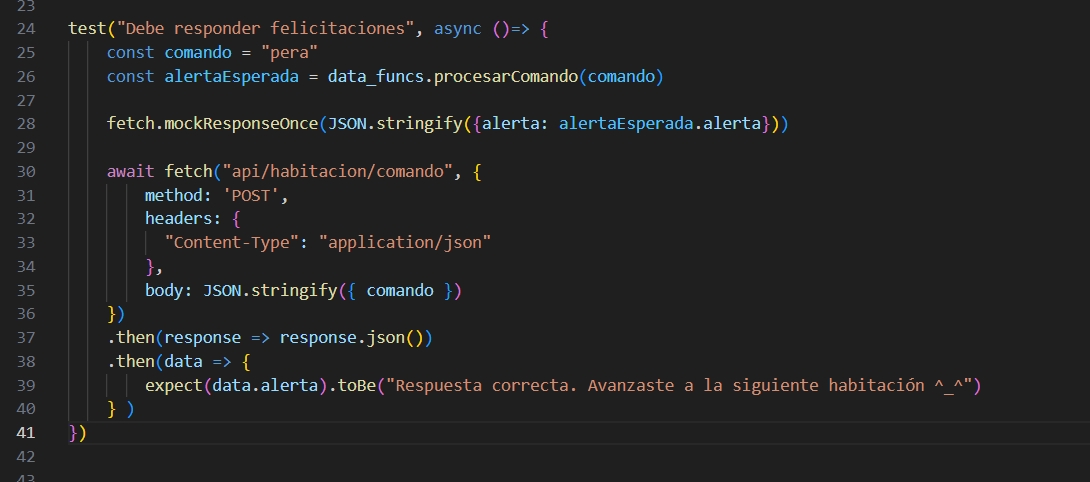 23
24 test("Debe responder felicitaciones", async ()=> {
25     const comando = "pera"
26     const alertaEsperada = data_funcs.procesarComando(comando)
27
28     fetch.mockResponseOnce(JSON.stringify({alerta: alertaEsperada.alerta}))
29
30     await fetch("api/habitacion/comando", {
31         method: 'POST',
32         headers: {
33           "Content-Type": "application/json"
34         },
35         body: JSON.stringify({ comando })
36     })
37     .then(response => response.json())
38     .then(data => {
39         expect(data.alerta).toBe("Respuesta correcta. Avanzaste a la siguiente habitación ^_^")
40     } )
41 })
42
43